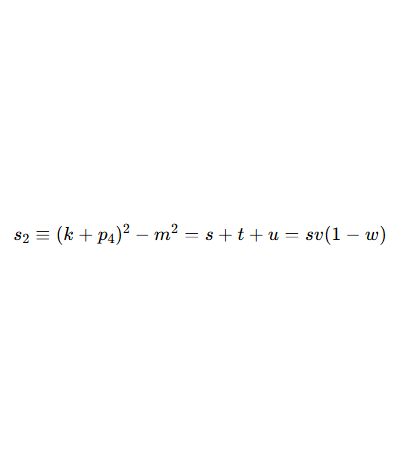 s₂ ≡ (k + p₄)² − m² = s + t + u = sv(1 − w)